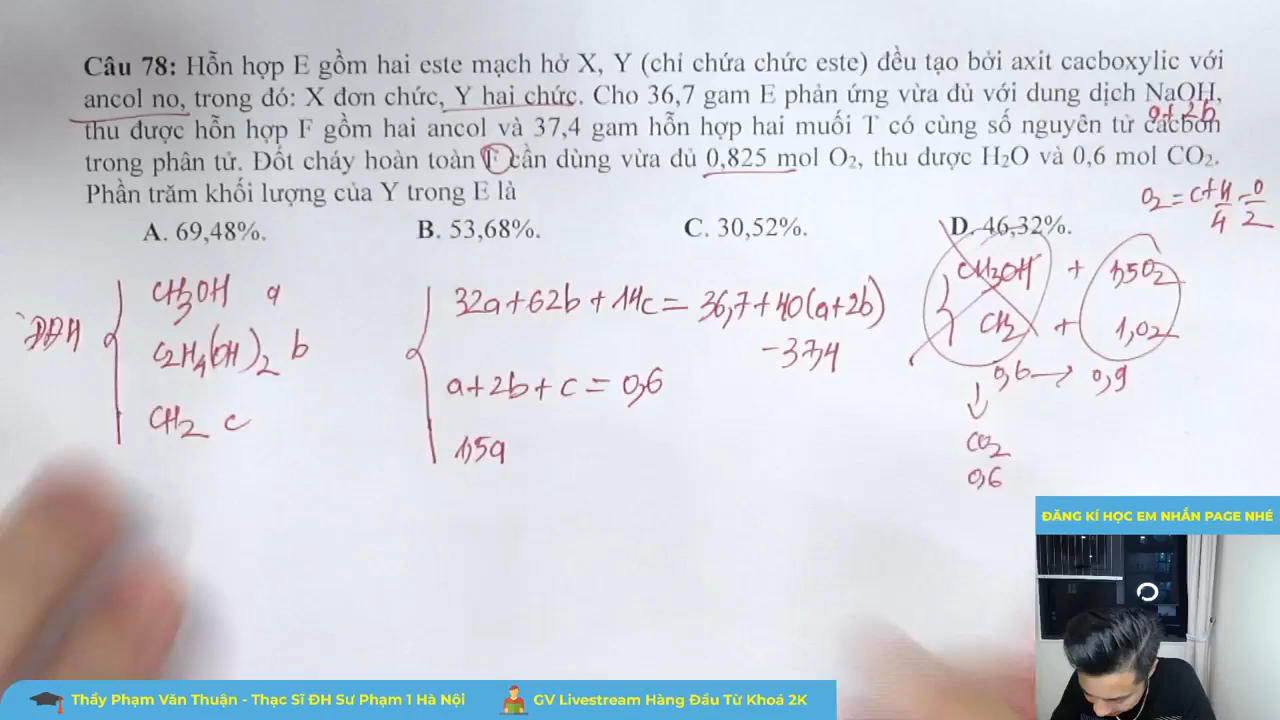 Câu 78: Hỗn hợp E gồm hai este mạch hở X, Y (chỉ chứa chức este) đều tạo bởi axit cacboxylic với
ancol no, trong đó: X đơn chức, Y hai chức. Cho 36,7 gam E phản ứng vừa đủ với dung dịch NaOH,
a+2b
thu được hỗn hợp F gồm hai ancol và 37,4 gam hỗn hợp hai muối T có cùng số nguyên tử cacbon
trong phân tử. Đốt cháy hoàn toàn F cần dùng vừa đủ 0,825 mol O₂, thu được H₂O và 0,6 mol CO₂.
Phần trăm khối lượng của Y trong E là
O2 = C + H/4 - O/2
A. 69,48%. B. 53,68%. C. 30,52%. D. 46,32%.
ĐĐH
CH3OH a
C2H4(OH)2 b
CH2 c
32a+62b+14c = 36,7+40(a+2b)
-37,4
a+2b+c = 0,6
1,5a
CH3OH + 1,5O2
CH2 + 1,O2
0,6 → 0,9
CO2
0,6
ĐĂNG KÍ HỌC EM NHẮN PAGE NHÉ
Thầy Phạm Văn Thuận - Thạc Sĩ ĐH Sư Phạm 1 Hà Nội
GV Livestream Hàng Đầu Từ Khoá 2K